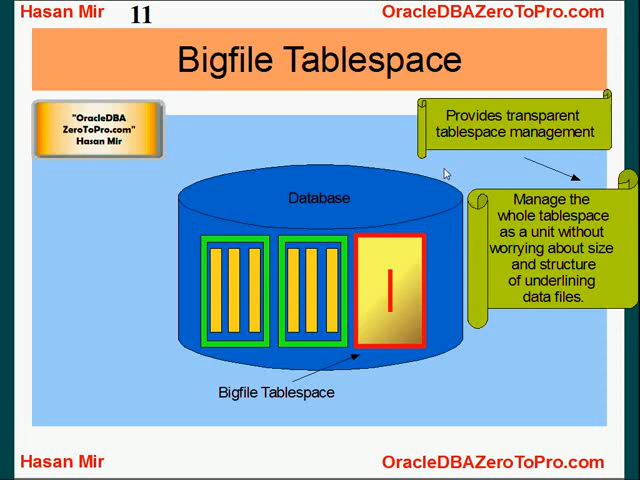 Hasan Mir 11 OracleDBAZeroToPro.com
Bigfile Tablespace
"OracleDBA
ZeroToPro.com"
Hasan Mir
Provides transparent
tablespace management
Database
Manage the
whole tablespace
as a unit without
worrying about size
and structure
of underlining
data files.
Bigfile Tablespace
Hasan Mir OracleDBAZeroToPro.com